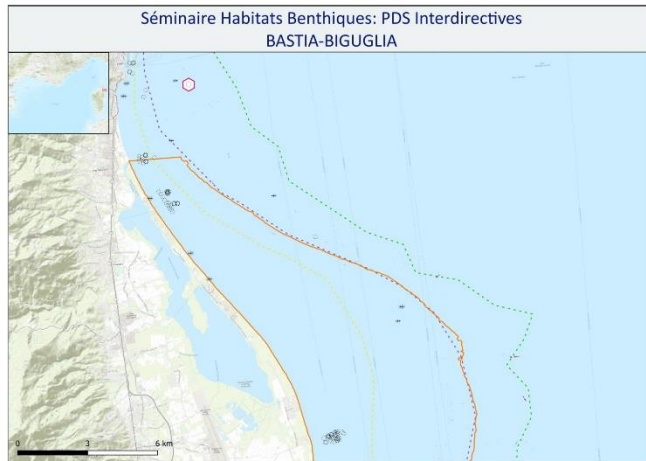 Séminaire Habitats Benthiques: PDS Interdirectives
BASTIA-BIGUGLIA
0 3 6 km